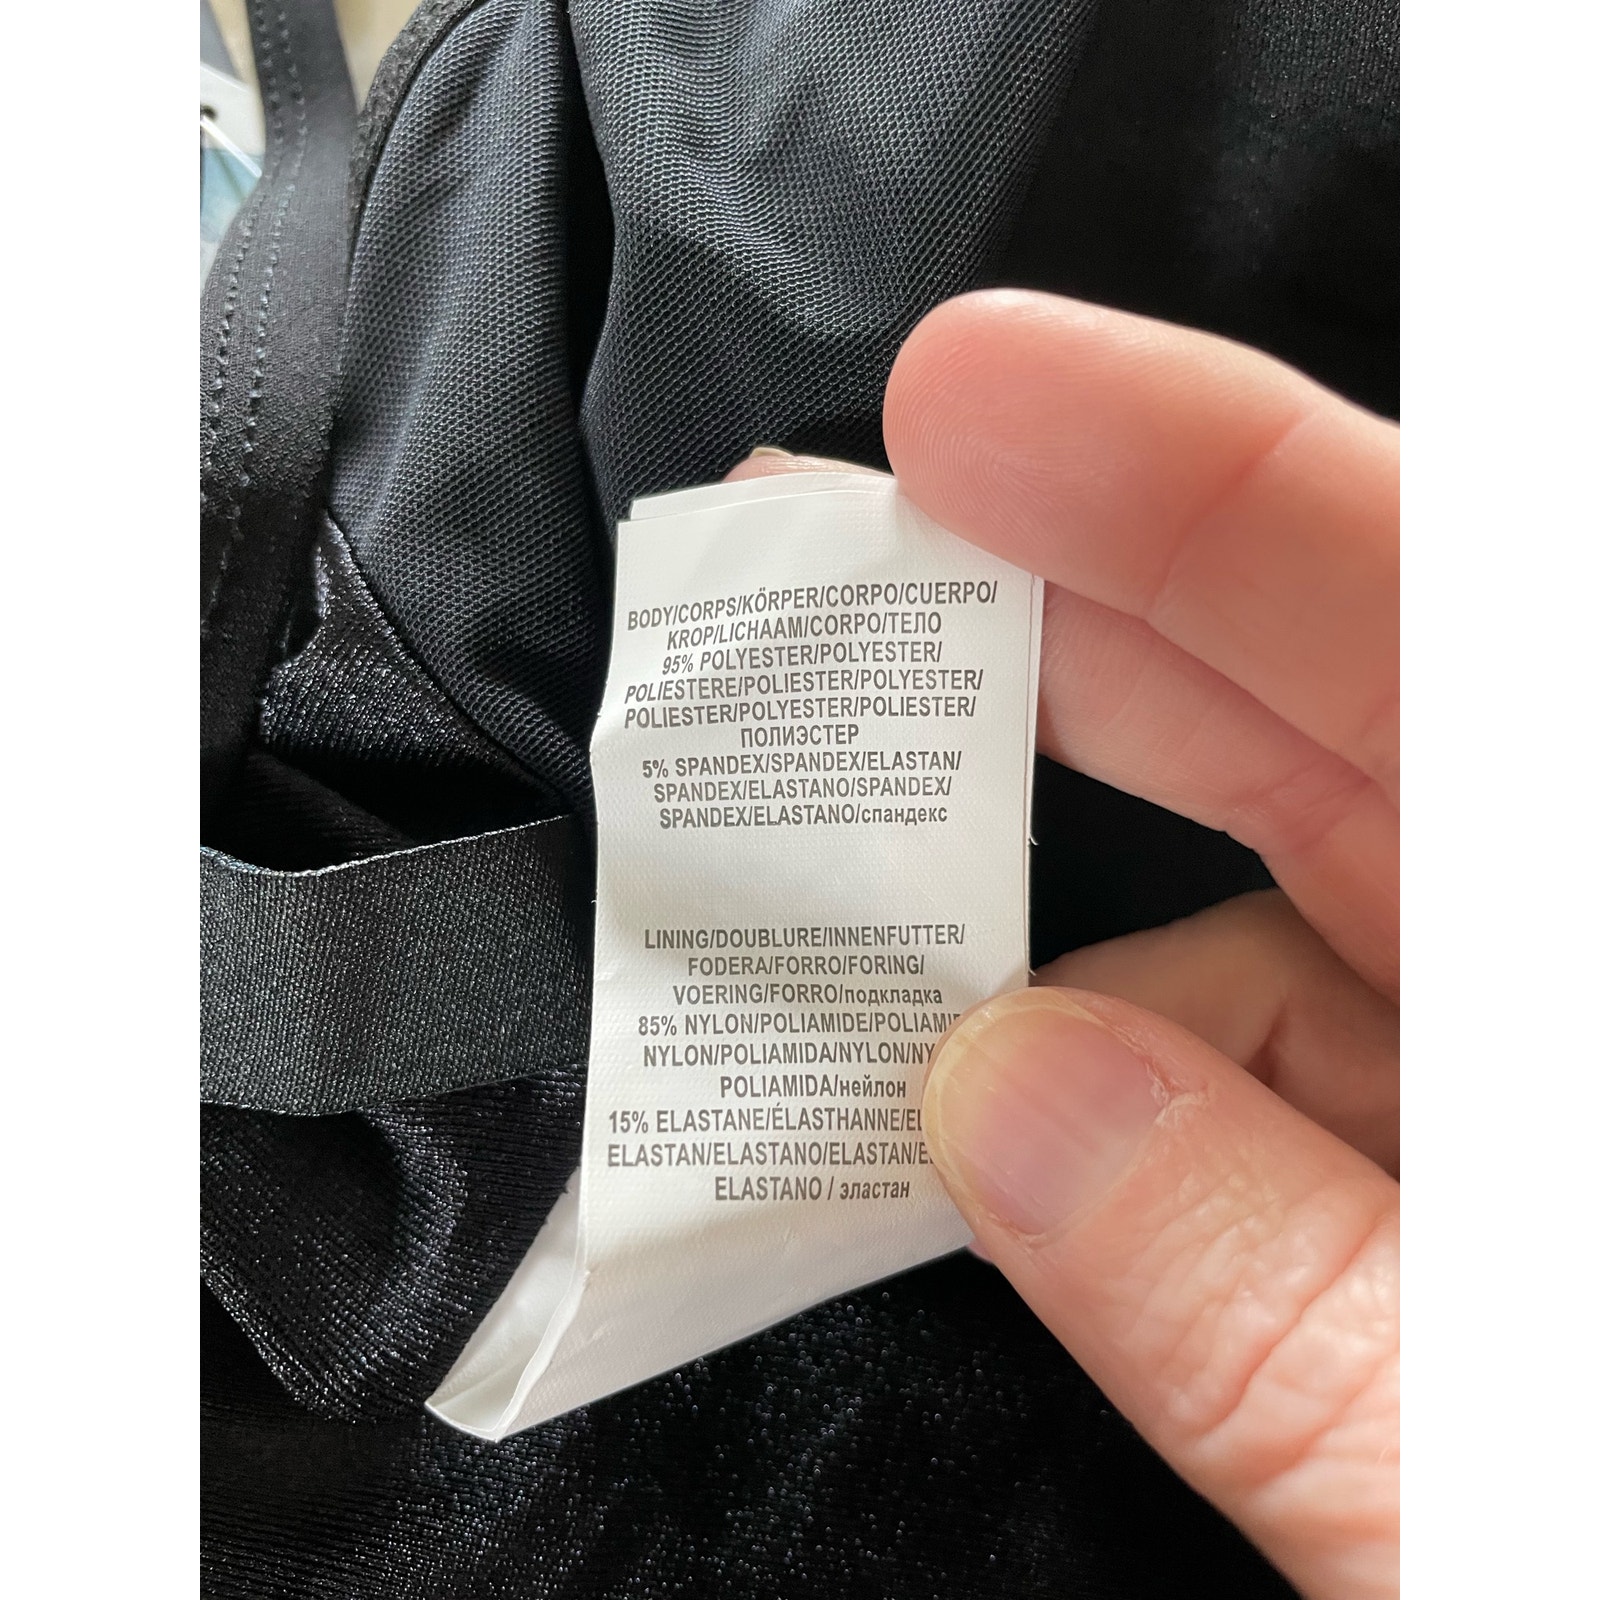 BODY/CORPS/KÖRPER/CORPO/CUERPO/
KROP/LICHAAM/CORPO/ТЕЛО
95% POLYESTER/POLYESTER/
POLIESTERE/POLIESTER/POLYESTER/
POLIESTER/POLYESTER/POLIESTER/
ПОЛИЭСТЕР
5% SPANDEX/SPANDEX/ELASTAN/
SPANDEX/ELASTANO/SPANDEX/
SPANDEX/ELASTANO/спандекс
LINING/DOUBLURE/INNENFUTTER/
FODERA/FORRO/FORING/
VOERING/FORRO/подкладка
85% NYLON/POLIAMIDE/
NYLON/POLIAMIDA/NYLON/
POLIAMIDA/нейлон
15% ELASTANE/ÉLASTHANNE/
ELASTAN/ELASTANO/ELASTAN/
ELASTANO / эластан